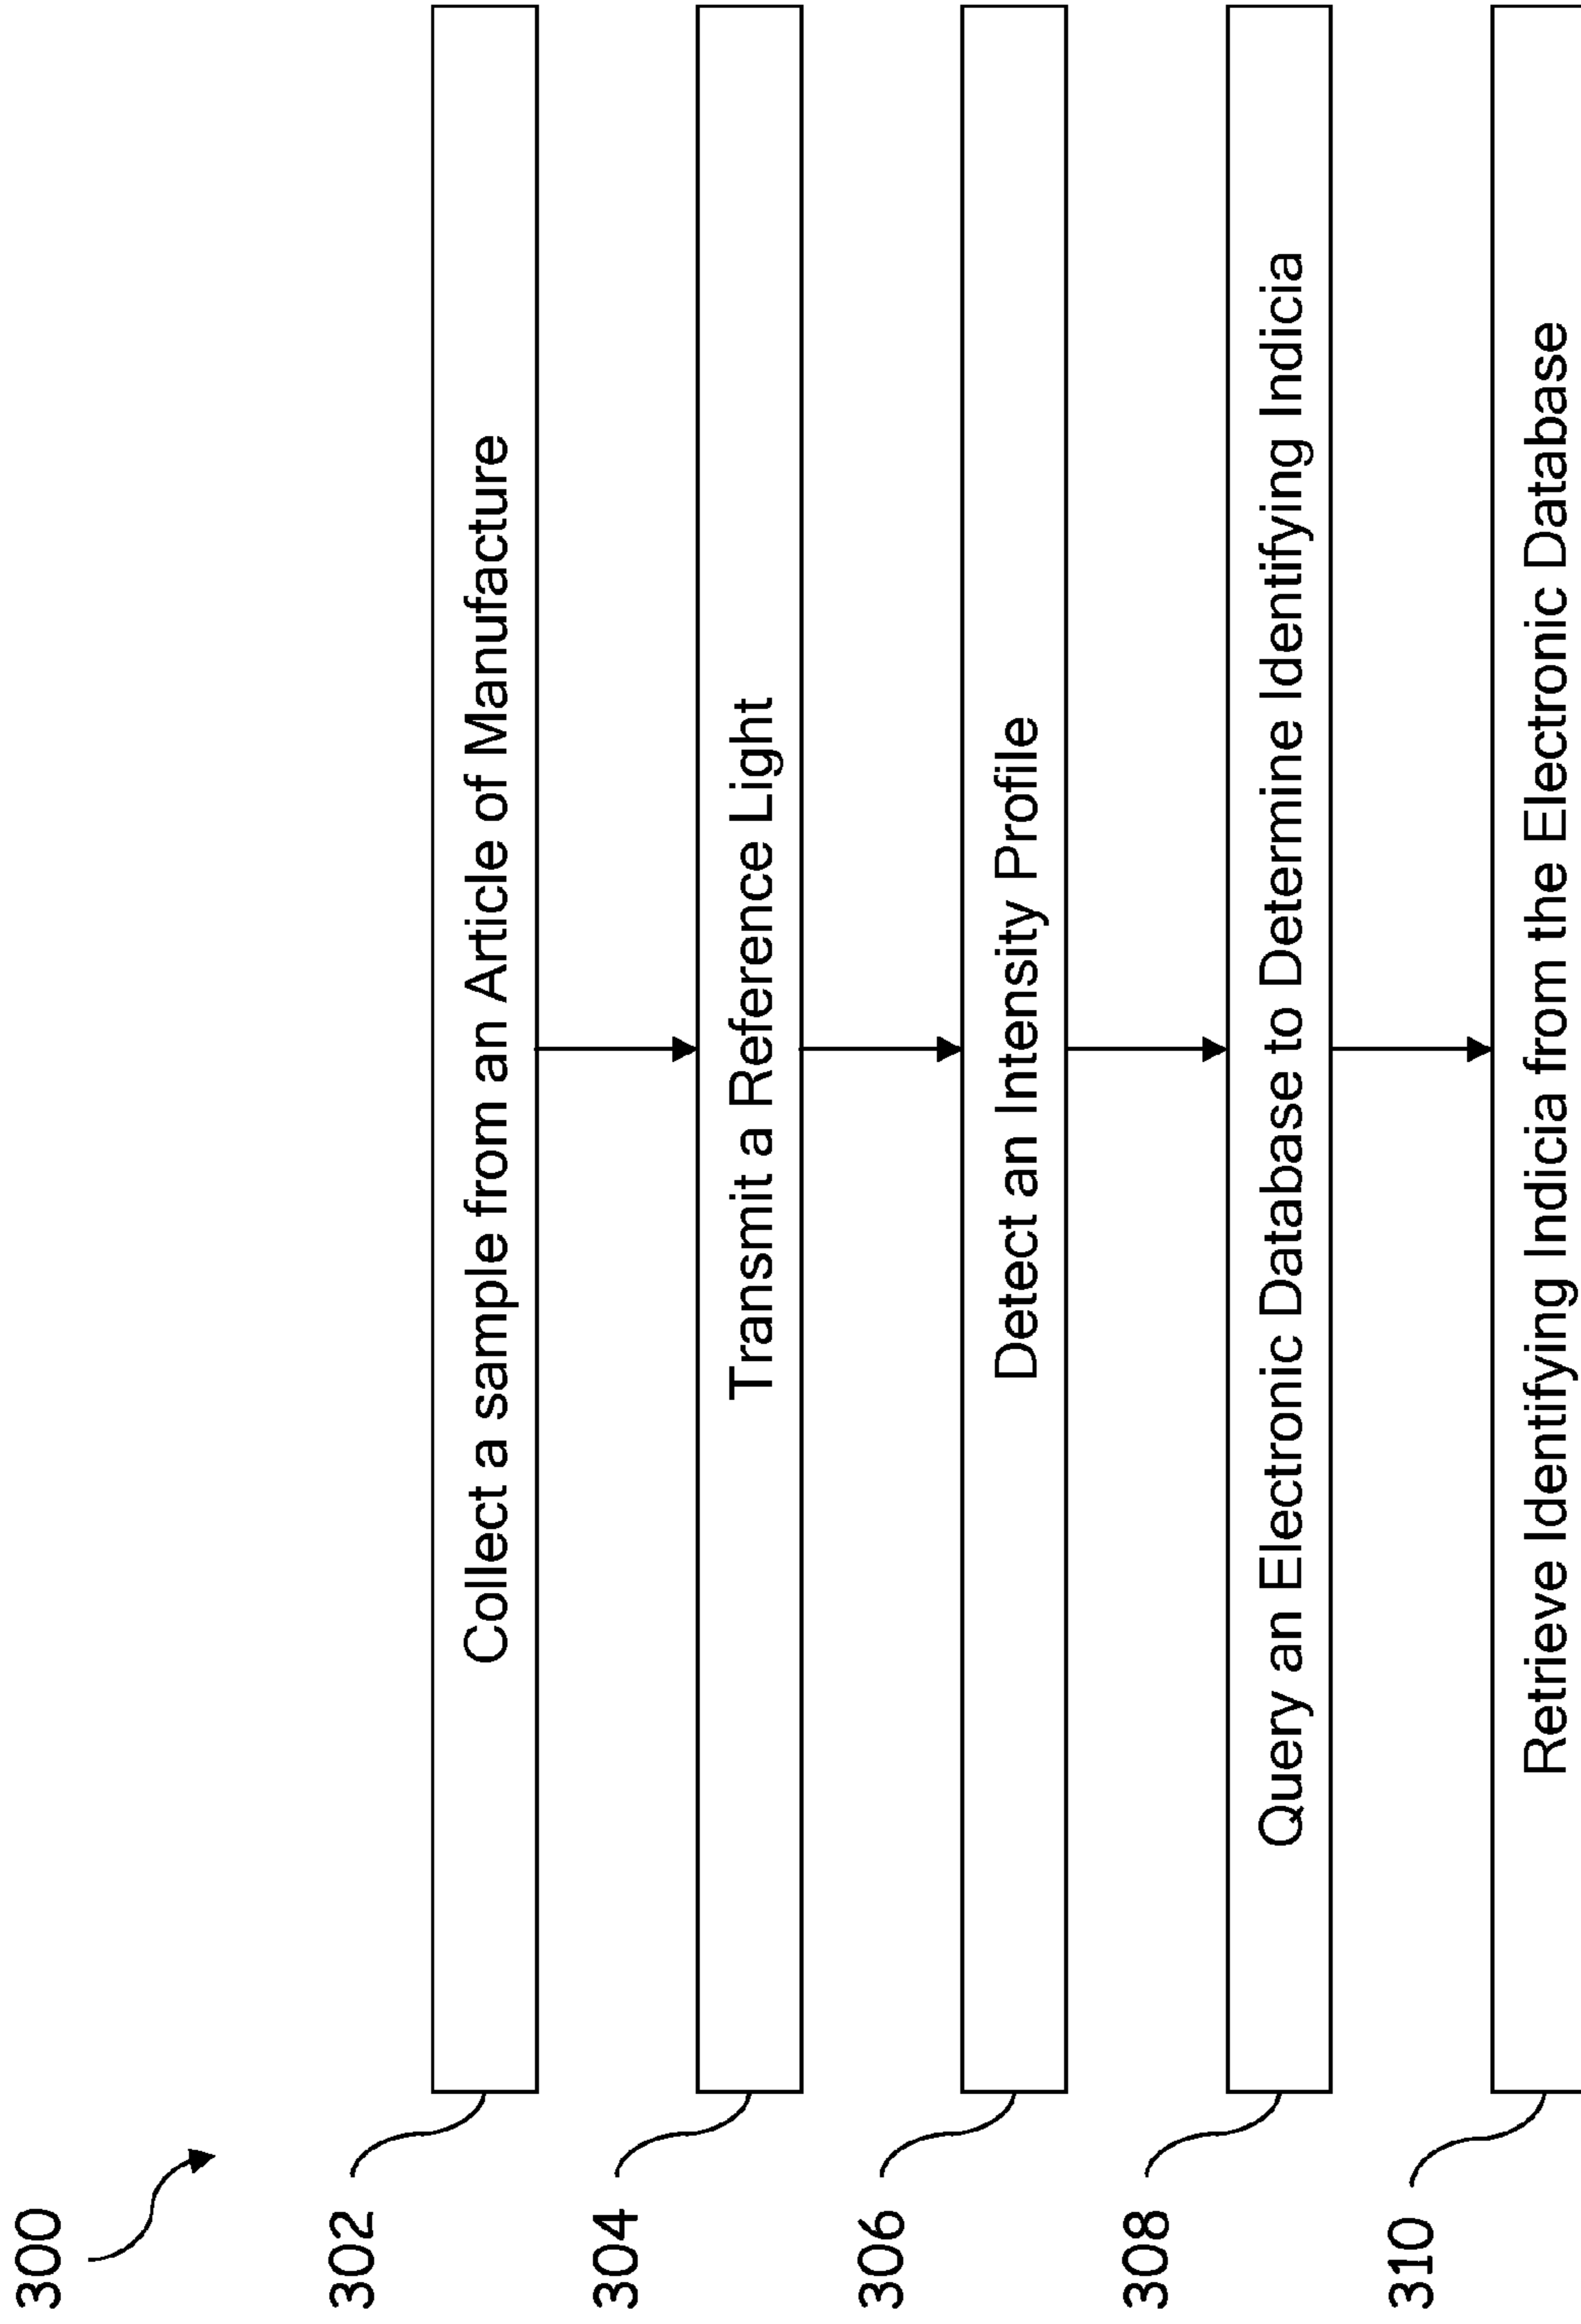 300
302
Collect a sample from an Article of Manufacture
304
Transmit a Reference Light
306
Detect an Intensity Profile
308
Query an Electronic Database to Determine Identifying Indicia
310
Retrieve Identifying Indicia from the Electronic Database